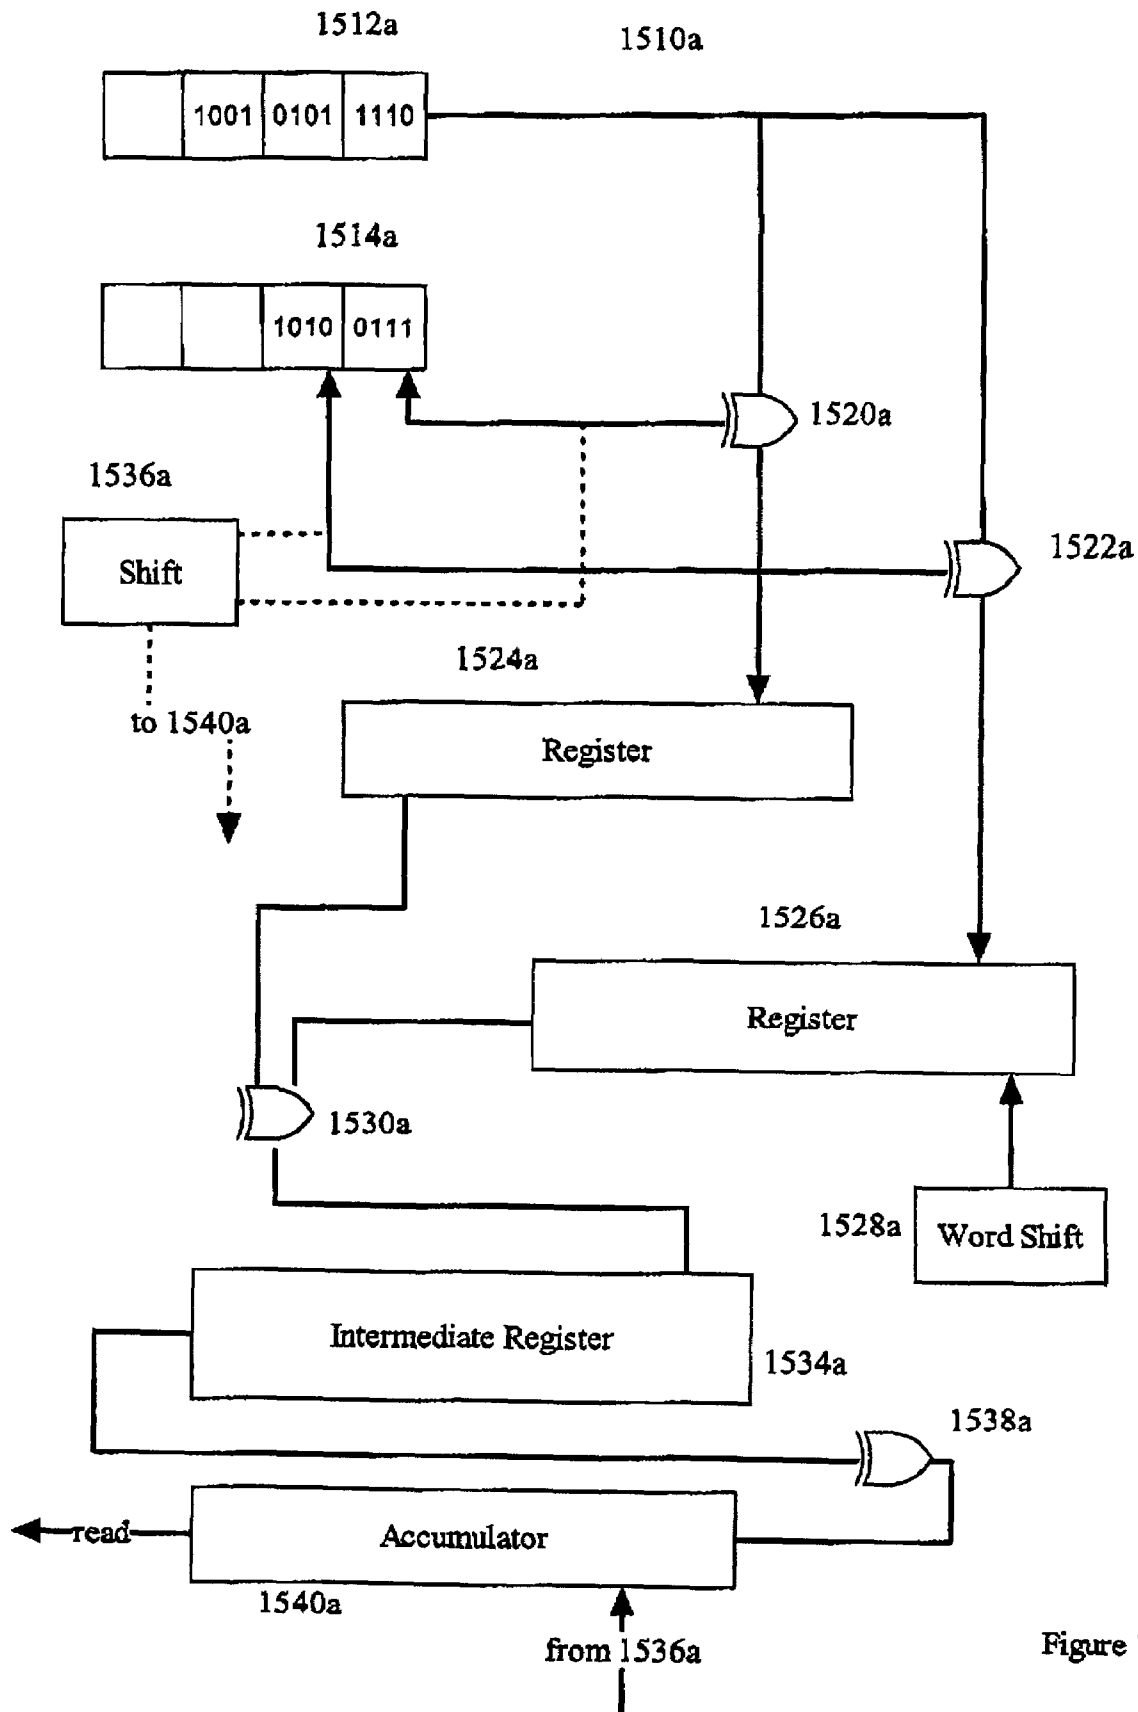 1512a
1510a
1001 0101 1110
1514a
1010 0111
1520a
1536a
Shift
1522a
1524a
to 1540a
Register
1526a
Register
1530a
1528a
Word Shift
Intermediate Register
1534a
1538a
read
Accumulator
1540a
from 1536a
Figure